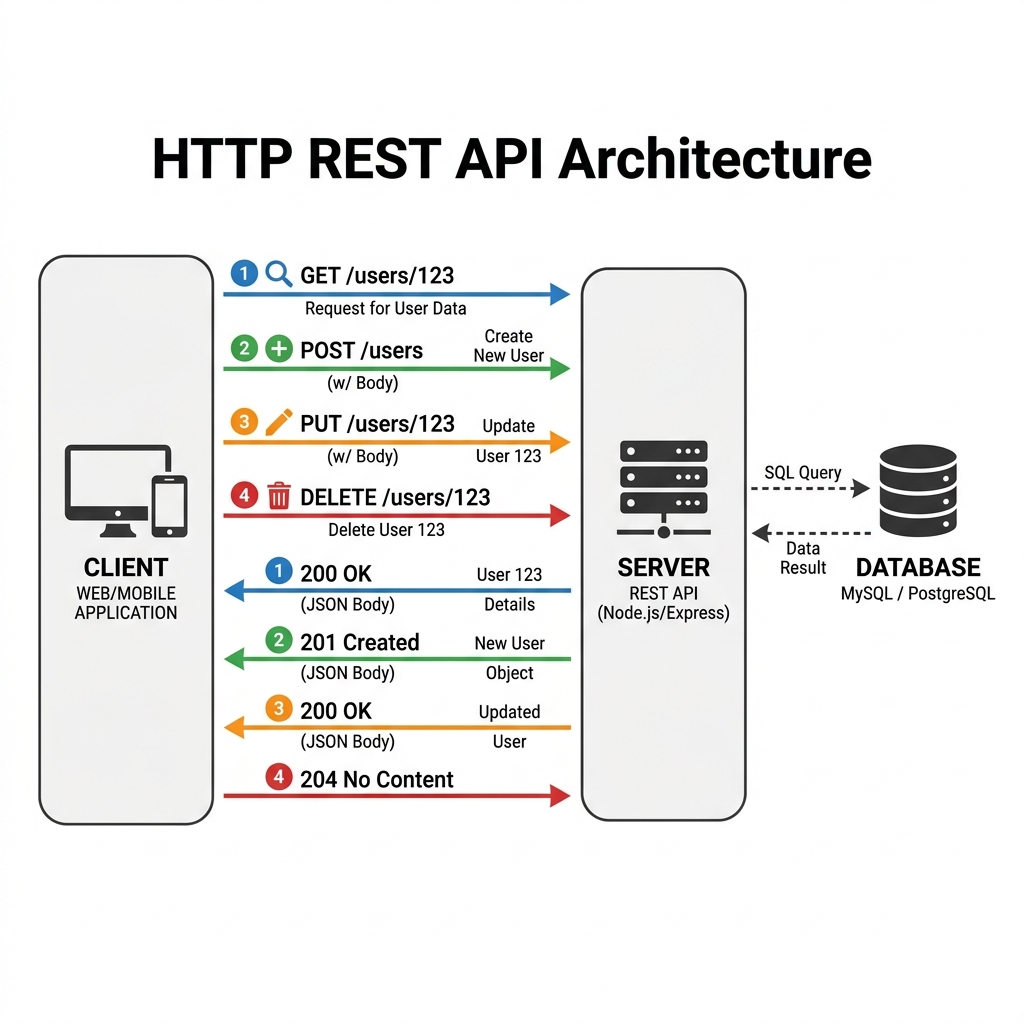 HTTP REST API Architecture
1 GET /users/123
Request for User Data
2 POST /users
Create
New User
(w/ Body)
3 PUT /users/123
Update
(w/ Body)
User 123
4 DELETE /users/123
Delete User 123
1 200 OK
User 123
(JSON Body)
Details
2 201 Created
New User
(JSON Body)
Object
3 200 OK
Updated
(JSON Body)
User
4 204 No Content
CLIENT
WEB/MOBILE
APPLICATION
SERVER
REST API
(Node.js/Express)
SQL Query
Data
Result
DATABASE
MySQL / PostgreSQL